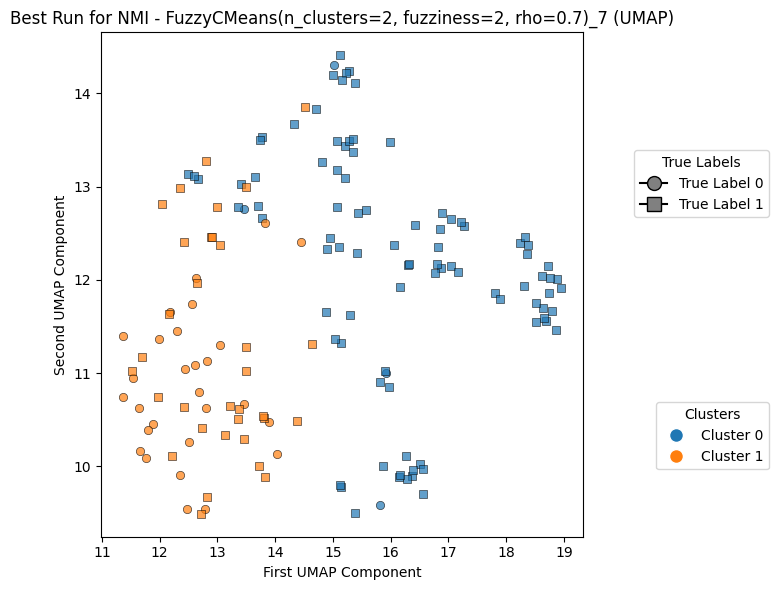 Best Run for NMI - FuzzyCMeans(n_clusters=2, fuzziness=2, rho=0.7)_7 (UMAP)
14
13
12
11
10
Second UMAP Component
11 12 13 14 15 16 17 18 19
First UMAP Component
True Labels
True Label 0
True Label 1
Clusters
Cluster 0
Cluster 1